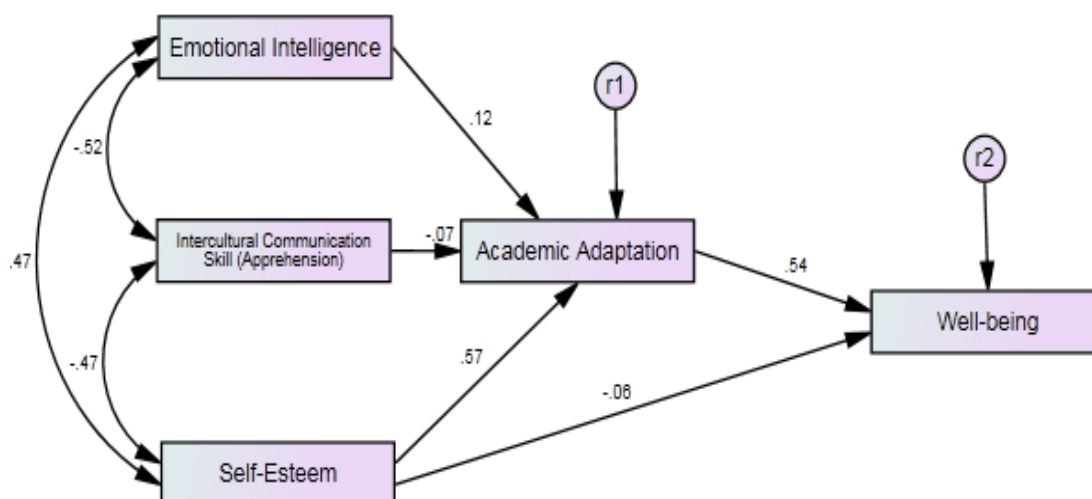 Emotional Intelligence
r1
.12
r2
-.52
Intercultural Communication
Skill (Apprehension)
-.07
Academic Adaptation
.47
.54
Well-being
-.47
.57
-.06
Self-Esteem